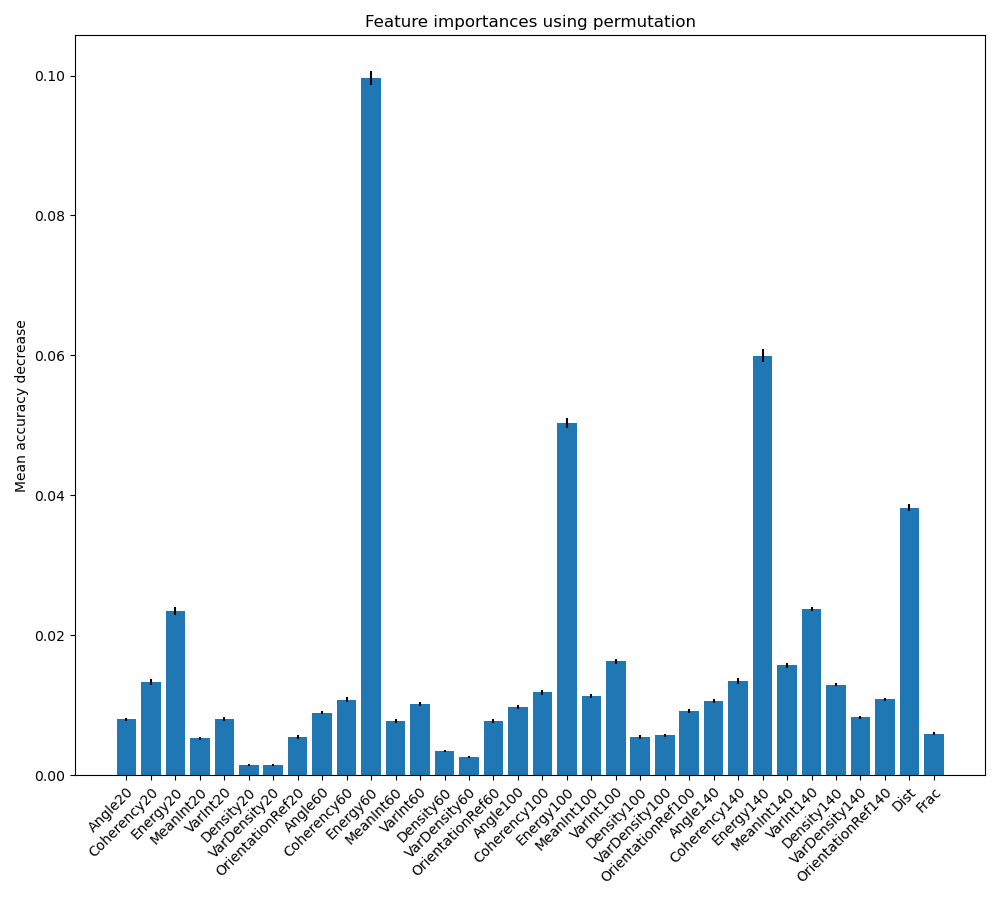 Feature importances using permutation
Mean accuracy decrease
0.10
0.08
0.06
0.04
0.02
0.00
Angle20
Coherency20
Energy20
MeanInt20
VarInt20
Density20
VarDensity20
OrientationRef20
Angle60
Coherency60
Energy60
MeanInt60
VarInt60
Density60
VarDensity60
OrientationRef60
Angle100
Coherency100
Energy100
MeanInt100
VarInt100
Density100
VarDensity100
OrientationRef100
Angle140
Coherency140
Energy140
MeanInt140
VarInt140
Density140
VarDensity140
OrientationRef140
Dist
Frac